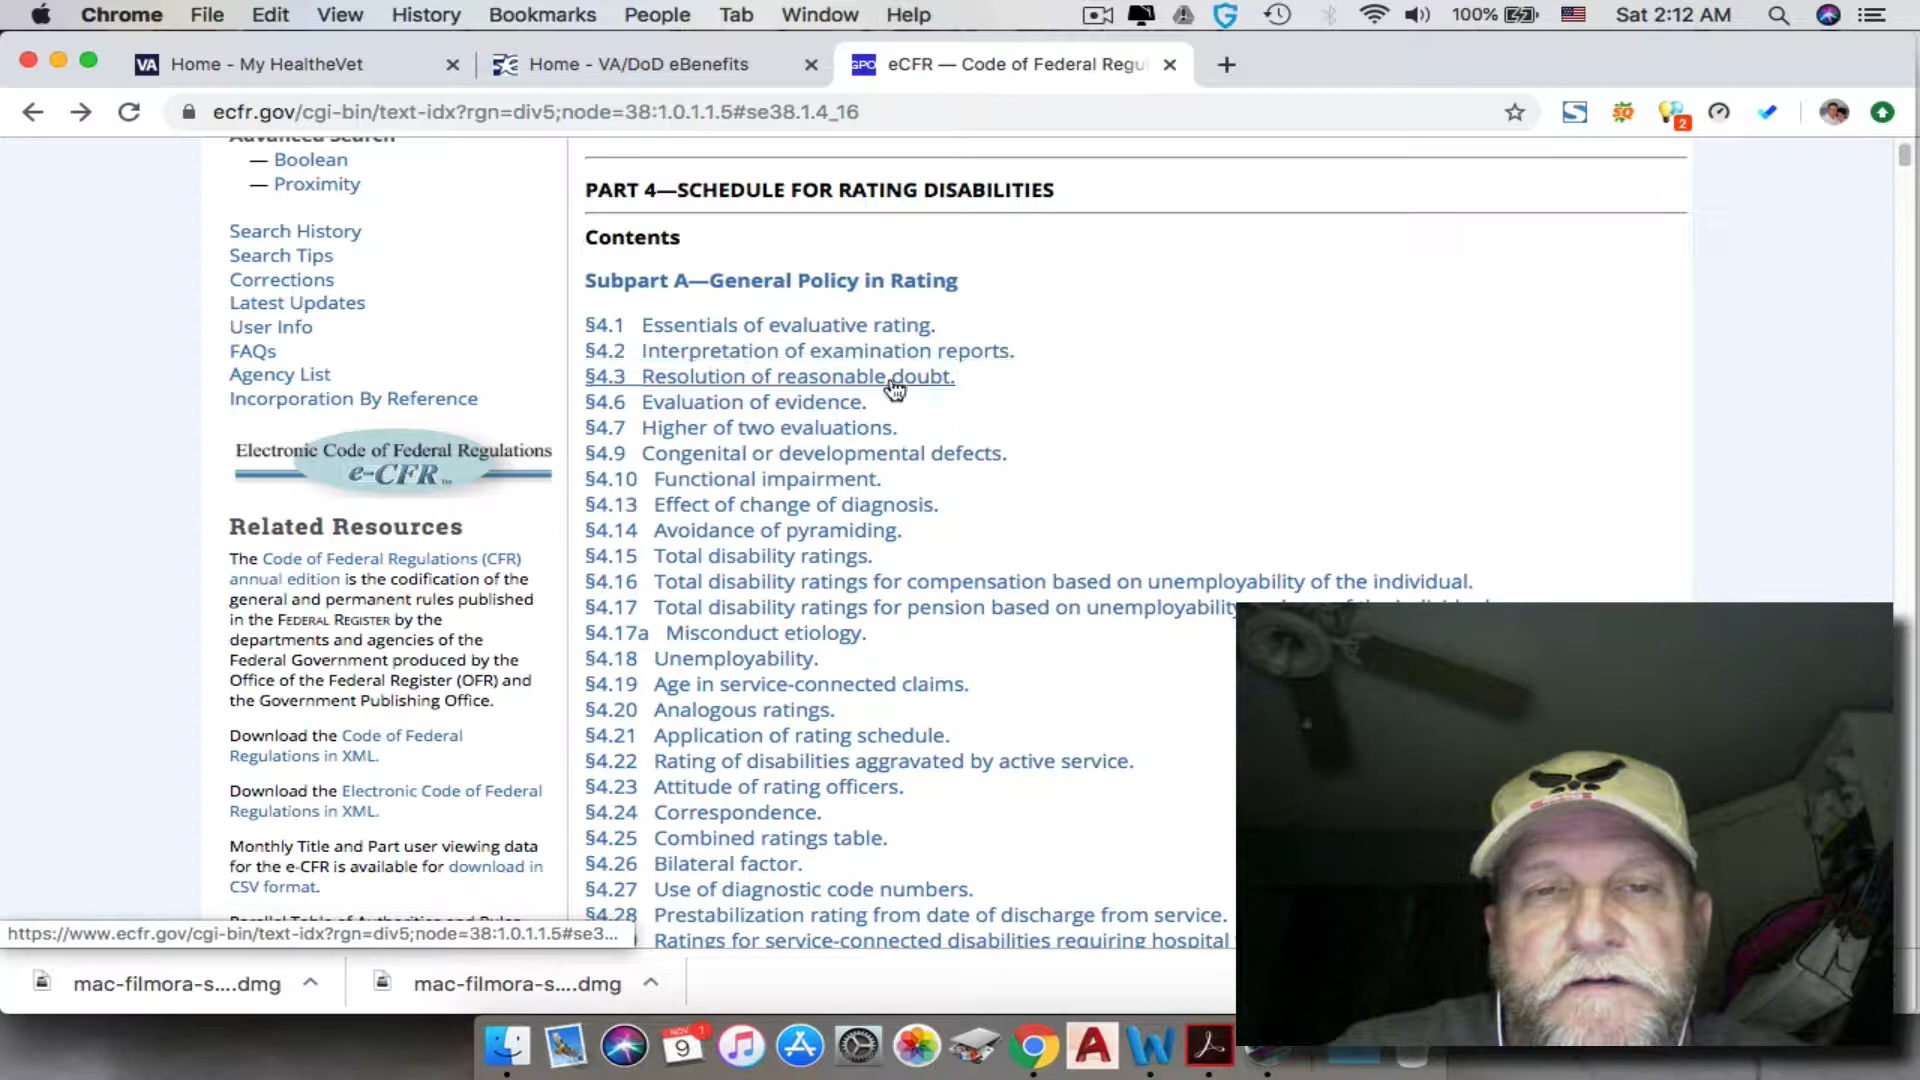 Chrome File Edit View History Bookmarks People Tab Window Help 100% Sat 2:12 AM
VA Home - My HealtheVet Home - VA/DoD eBenefits GPO eCFR — Code of Federal Regu
ecfr.gov/cgi-bin/text-idx?rgn=div5;node=38:1.0.1.1.5#se38.1.4_16
2
Advanced Search
— Boolean
— Proximity
Search History
Search Tips
Corrections
Latest Updates
User Info
FAQs
Agency List
Incorporation By Reference
Electronic Code of Federal Regulations
e-CFR
Related Resources
The Code of Federal Regulations (CFR)
annual edition is the codification of the
general and permanent rules published
in the FEDERAL REGISTER by the
departments and agencies of the
Federal Government produced by the
Office of the Federal Register (OFR) and
the Government Publishing Office.
Download the Code of Federal
Regulations in XML.
Download the Electronic Code of Federal
Regulations in XML.
Monthly Title and Part user viewing data
for the e-CFR is available for download in
CSV format.
PART 4—SCHEDULE FOR RATING DISABILITIES
Contents
Subpart A—General Policy in Rating
§4.1 Essentials of evaluative rating.
§4.2 Interpretation of examination reports.
§4.3 Resolution of reasonable doubt.
§4.6 Evaluation of evidence.
§4.7 Higher of two evaluations.
§4.9 Congenital or developmental defects.
§4.10 Functional impairment.
§4.13 Effect of change of diagnosis.
§4.14 Avoidance of pyramiding.
§4.15 Total disability ratings.
§4.16 Total disability ratings for compensation based on unemployability of the individual.
§4.17 Total disability ratings for pension based on unemployability
§4.17a Misconduct etiology.
§4.18 Unemployability.
§4.19 Age in service-connected claims.
§4.20 Analogous ratings.
§4.21 Application of rating schedule.
§4.22 Rating of disabilities aggravated by active service.
§4.23 Attitude of rating officers.
§4.24 Correspondence.
§4.25 Combined ratings table.
§4.26 Bilateral factor.
§4.27 Use of diagnostic code numbers.
§4.28 Prestabilization rating from date of discharge from service.
Ratings for service-connected disabilities requiring hospital
https://www.ecfr.gov/cgi-bin/text-idx?rgn=div5;node=38:1.0.1.1.5#se3...
mac-filmora-s....dmg mac-filmora-s....dmg
NOV 1
9